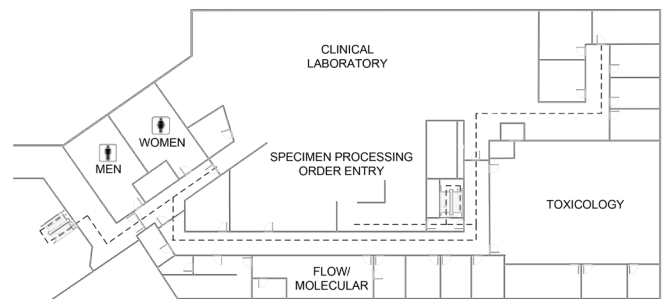 CLINICAL
LABORATORY
WOMEN
MEN
SPECIMEN PROCESSING
ORDER ENTRY
TOXICOLOGY
FLOW/
MOLECULAR